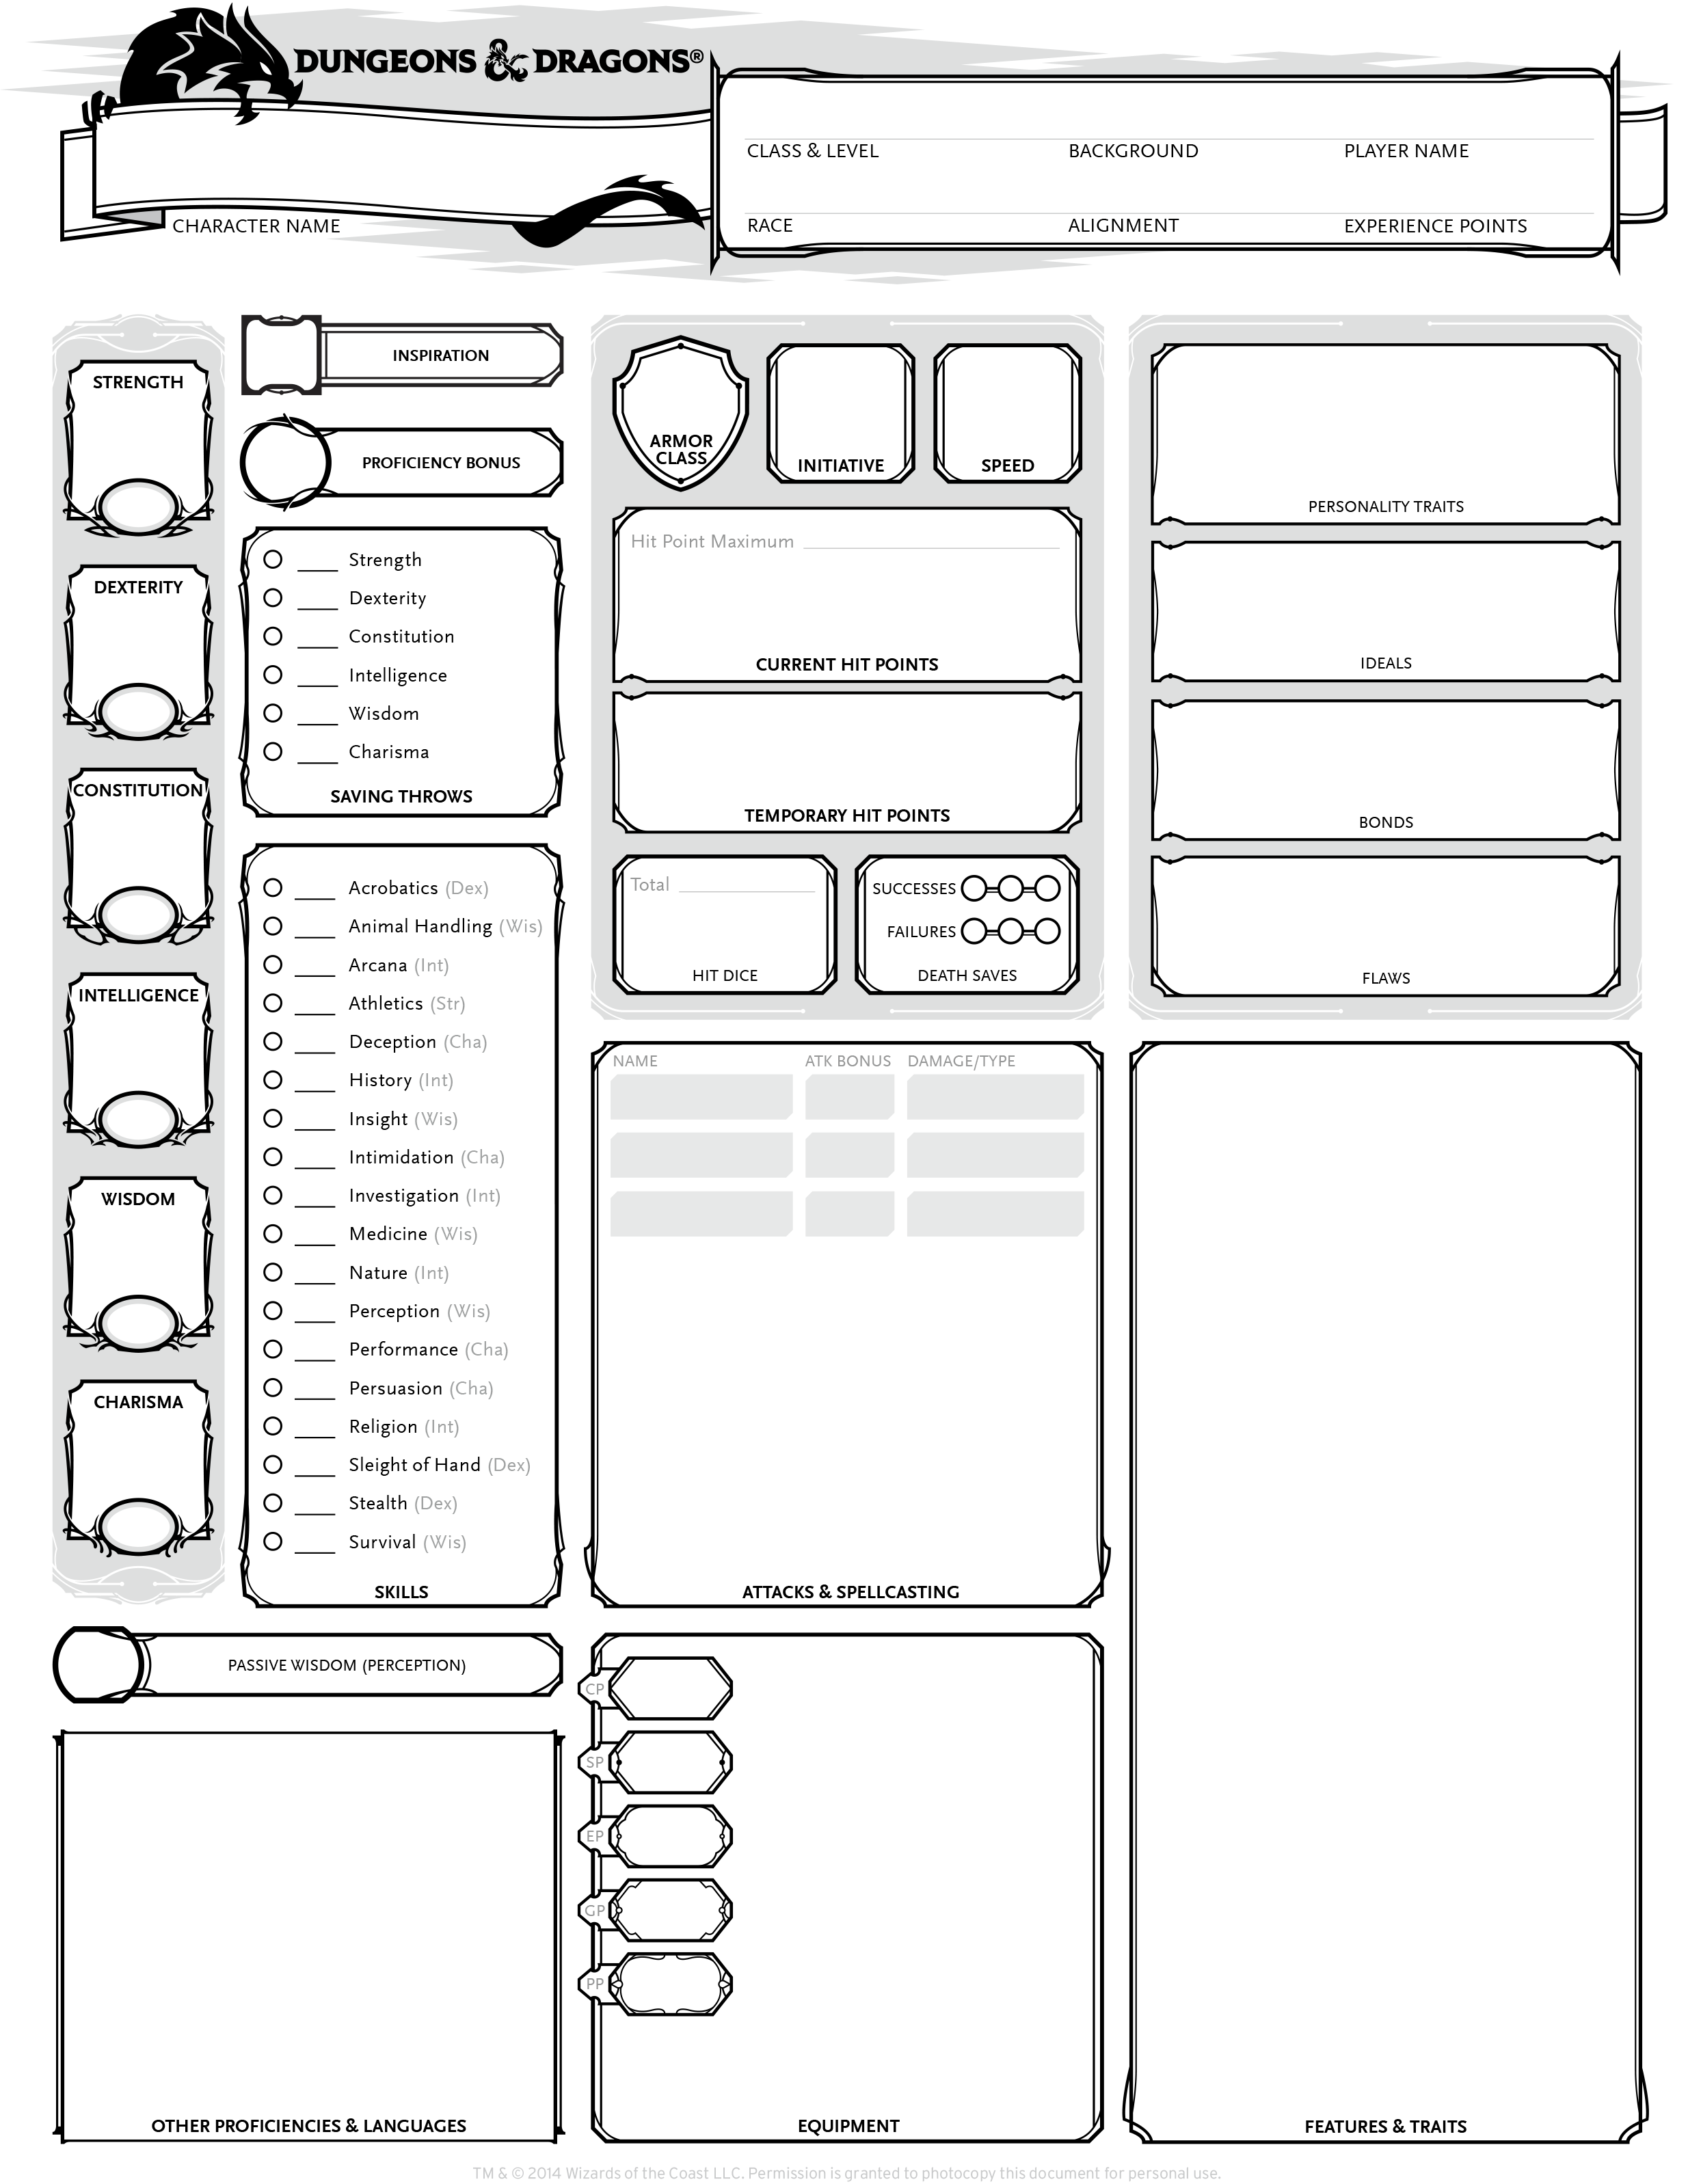 DUNGEONS & DRAGONS®
CLASS & LEVEL BACKGROUND PLAYER NAME
CHARACTER NAME
RACE ALIGNMENT EXPERIENCE POINTS
STRENGTH
DEXTERITY
CONSTITUTION
INTELLIGENCE
WISDOM
CHARISMA
INSPIRATION
PROFICIENCY BONUS
Strength
Dexterity
Constitution
Intelligence
Wisdom
Charisma
SAVING THROWS
Acrobatics (Dex)
Animal Handling (Wis)
Arcana (Int)
Athletics (Str)
Deception (Cha)
History (Int)
Insight (Wis)
Intimidation (Cha)
Investigation (Int)
Medicine (Wis)
Nature (Int)
Perception (Wis)
Performance (Cha)
Persuasion (Cha)
Religion (Int)
Sleight of Hand (Dex)
Stealth (Dex)
Survival (Wis)
SKILLS
PASSIVE WISDOM (PERCEPTION)
OTHER PROFICIENCIES & LANGUAGES
ARMOR
CLASS
INITIATIVE
SPEED
Hit Point Maximum
CURRENT HIT POINTS
TEMPORARY HIT POINTS
Total
HIT DICE
SUCCESSES
FAILURES
DEATH SAVES
NAME ATK BONUS DAMAGE/TYPE
ATTACKS & SPELLCASTING
CP
SP
EP
GP
PP
EQUIPMENT
PERSONALITY TRAITS
IDEALS
BONDS
FLAWS
FEATURES & TRAITS
TM & © 2014 Wizards of the Coast LLC. Permission is granted to photocopy this document for personal use.